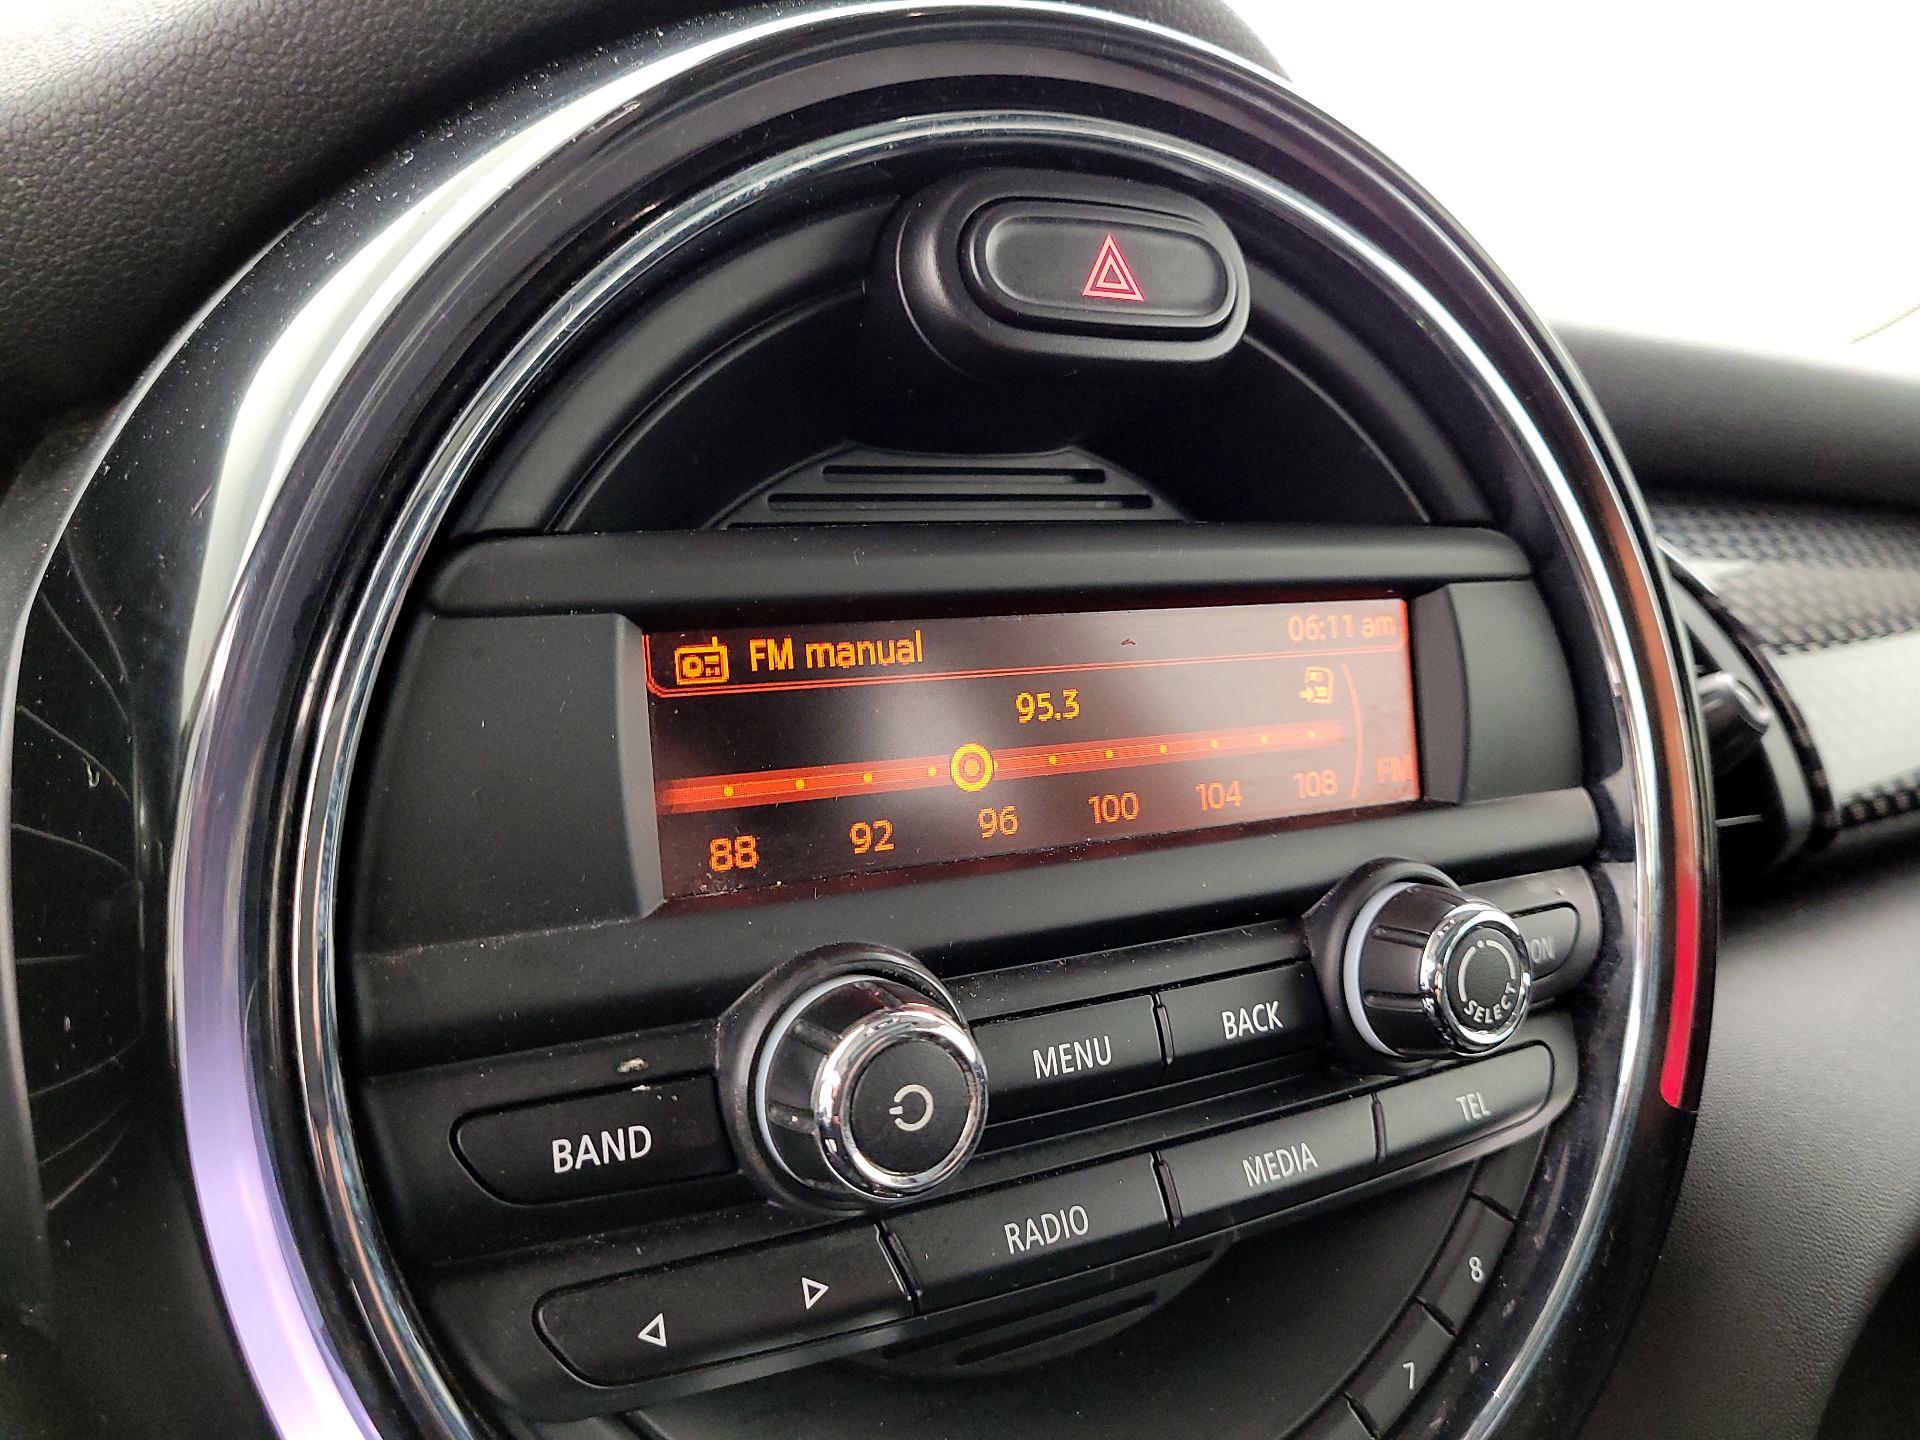 FM manual 06:11 am
95.3
FM
88 92 96 100 104 108
BAND MENU BACK SELECT
RADIO MEDIA TEL
8
7